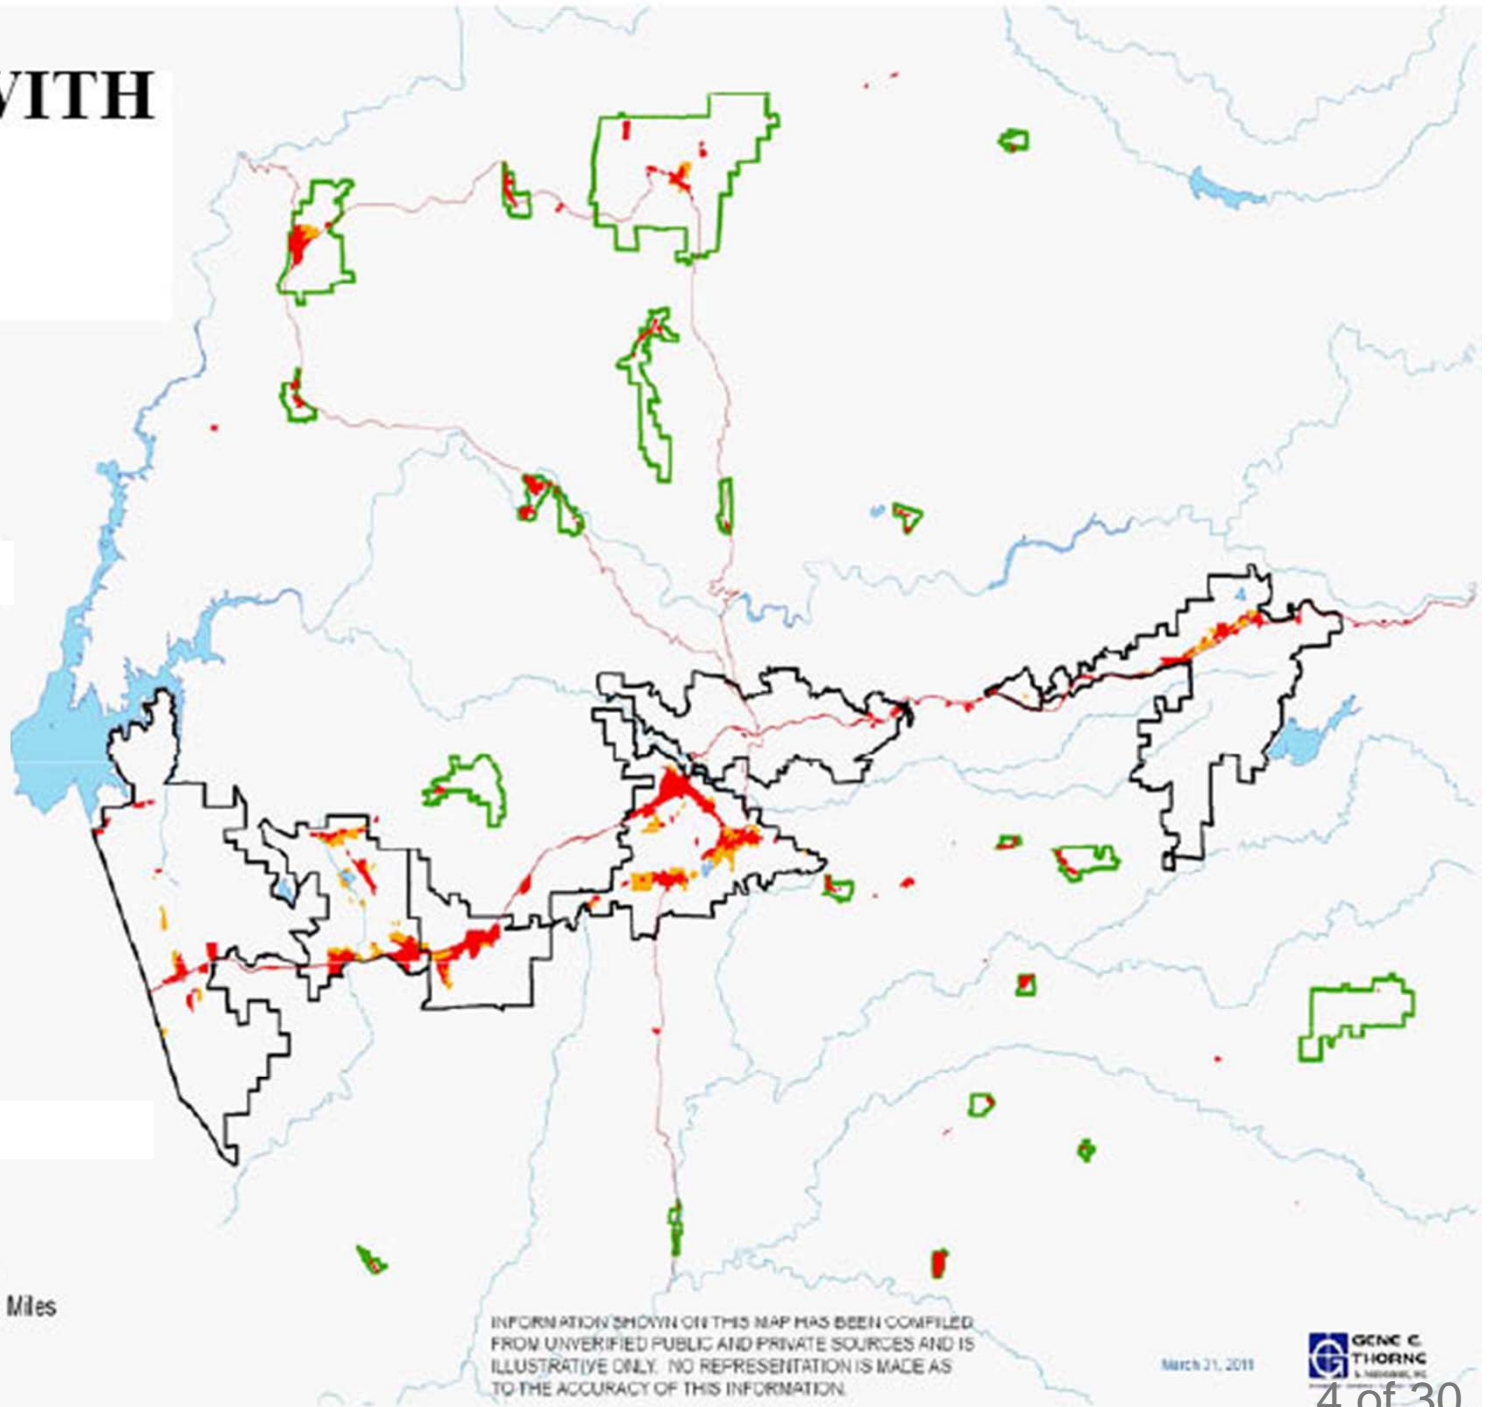 VITH
4
Miles
INFORMATION SHOWN ON THIS MAP HAS BEEN COMPILED
FROM UNVERIFIED PUBLIC AND PRIVATE SOURCES AND IS
ILLUSTRATIVE ONLY. NO REPRESENTATION IS MADE AS
TO THE ACCURACY OF THIS INFORMATION.
March 31, 2011
GENE E.
THORNE
4 of 30